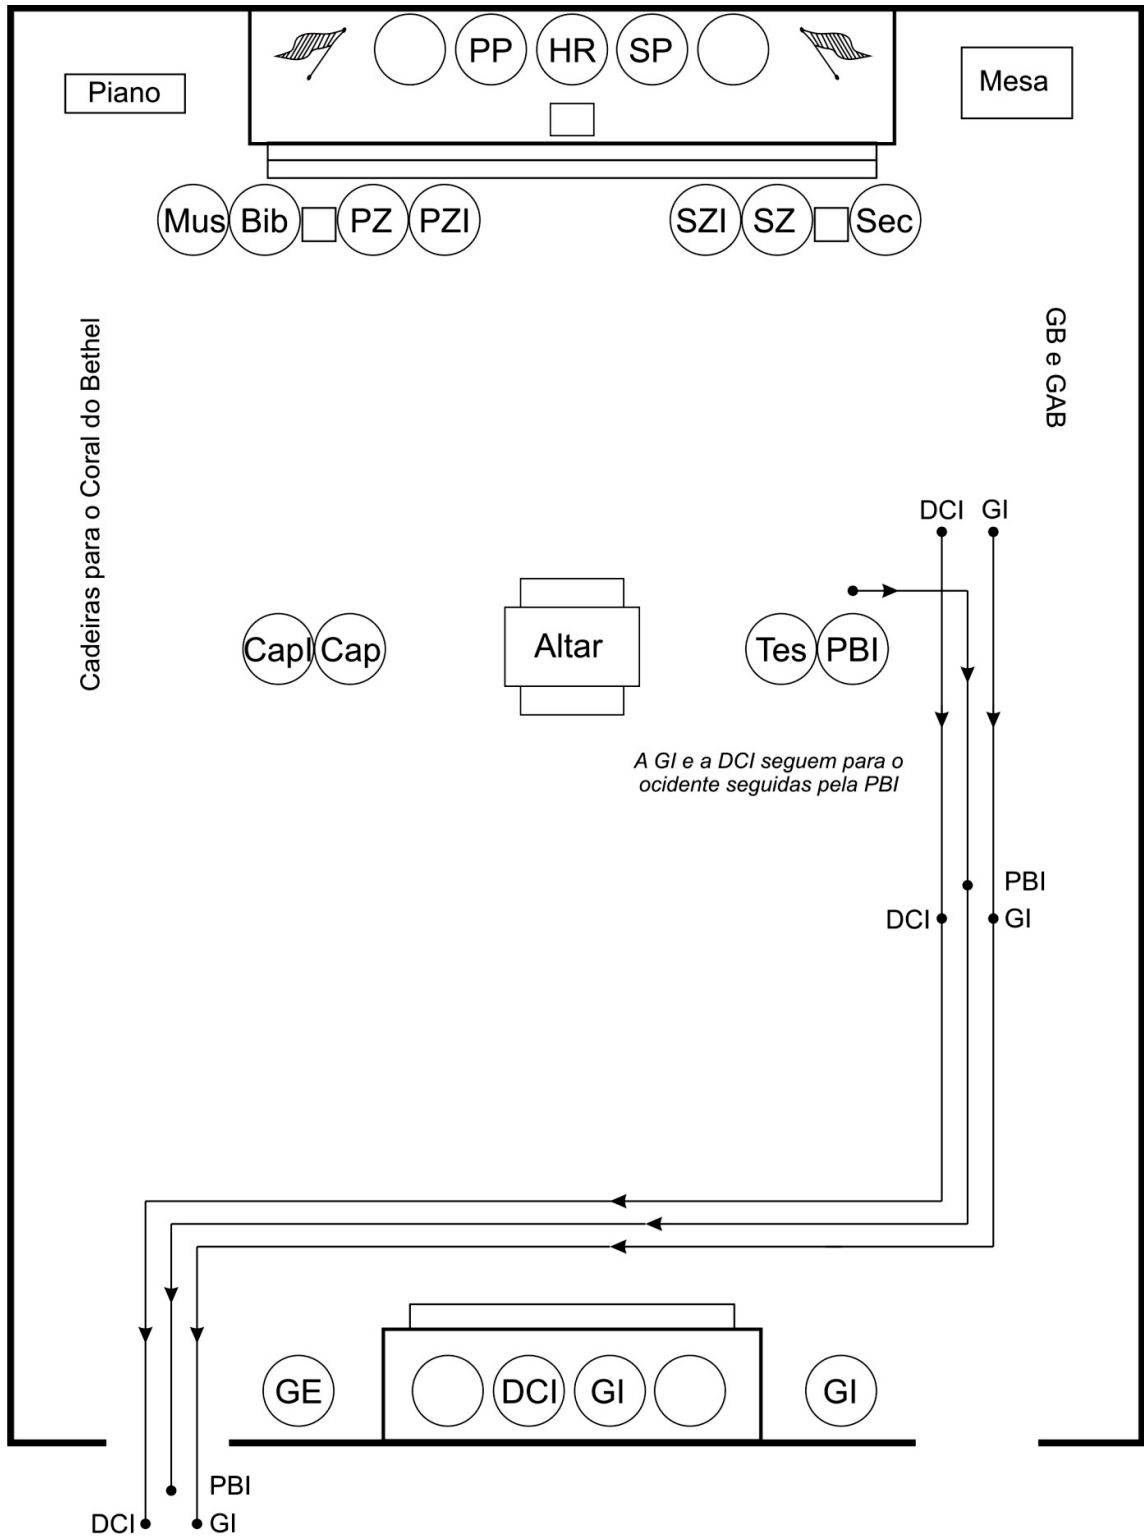 PP HR SP
Piano
Mesa
Mus Bib PZ PZI SZI SZ Sec
Cadeiras para o Coral do Bethel
GB e GAB
DCI GI
CapI Cap Altar Tes PBI
A GI e a DCI seguem para o
ocidente seguidas pela PBI
PBI
DCI GI
GE DCI GI GI
PBI
DCI GI